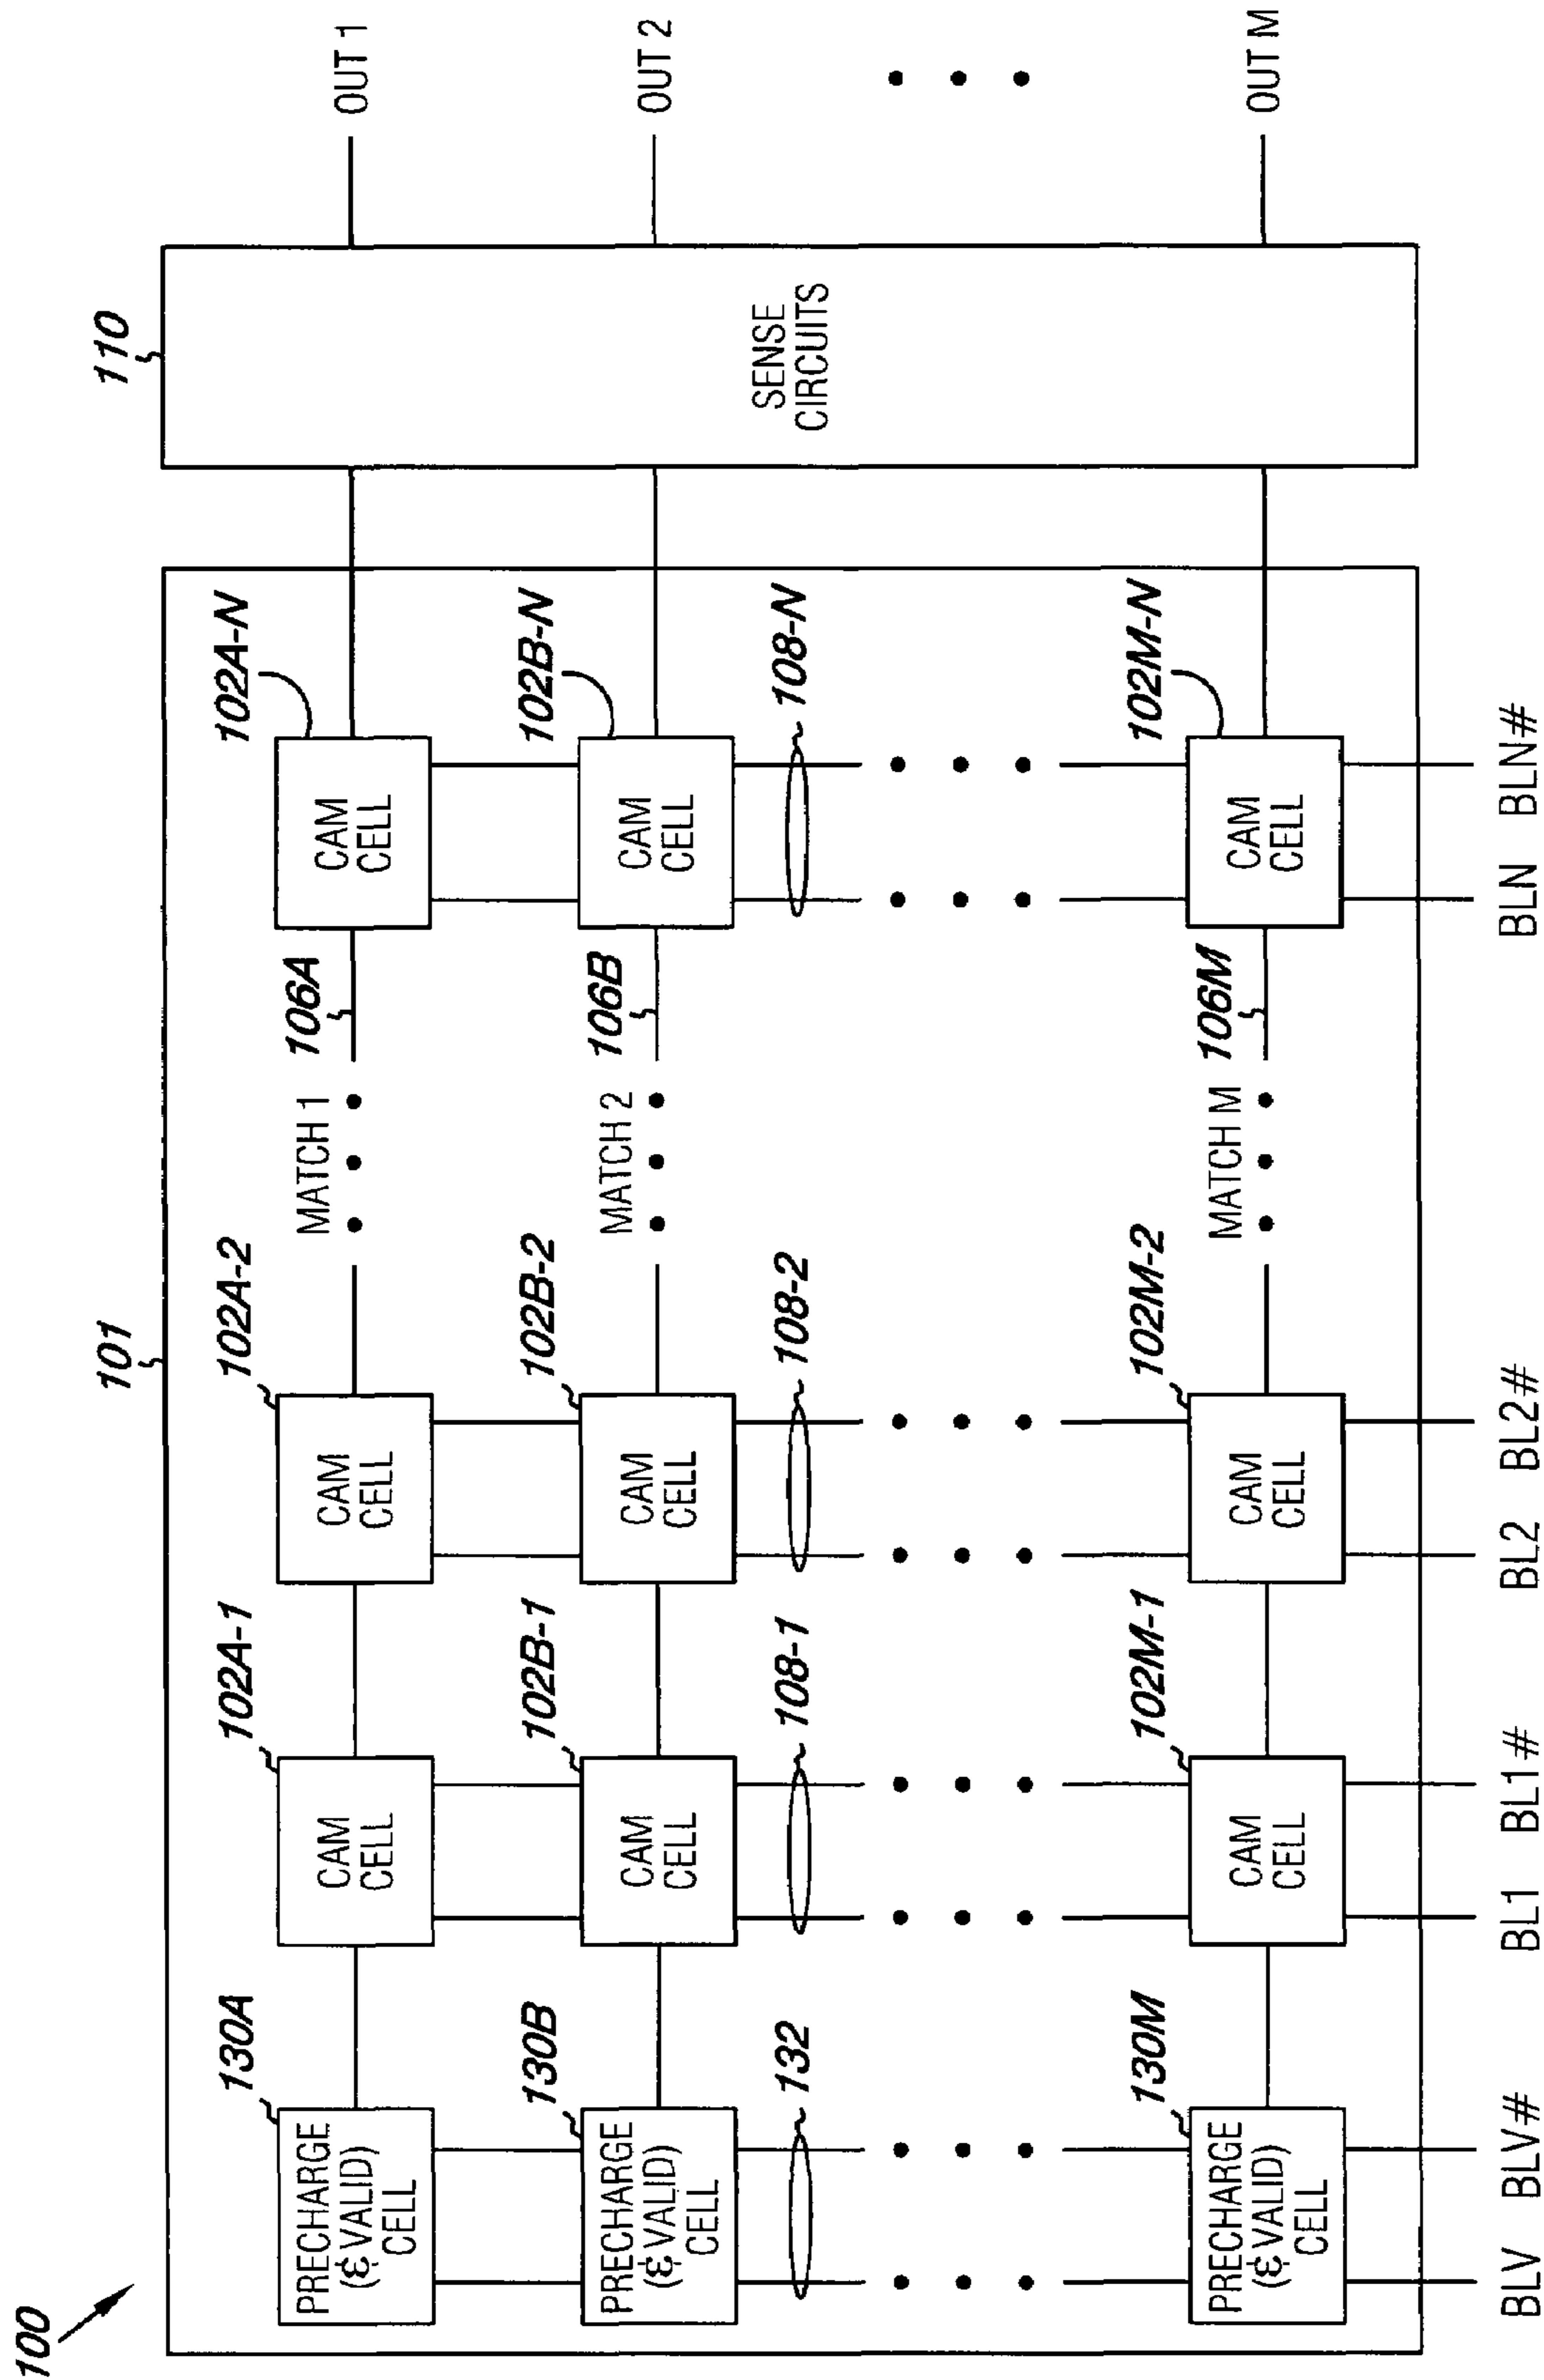 100
101
110
130A
102A-1
102A-2
102A-N
PRECHARGE
(& VALID)
CELL
CAM
CELL
CAM
CELL
MATCH 1
106A
CAM
CELL
OUT 1
130B
102B-1
102B-2
102B-N
PRECHARGE
(& VALID)
CELL
CAM
CELL
CAM
CELL
MATCH 2
106B
CAM
CELL
OUT 2
SENSE
CIRCUITS
132
108-1
108-2
108-N
130M
102M-1
102M-2
102M-N
PRECHARGE
(& VALID)
CELL
CAM
CELL
CAM
CELL
MATCH M
106M
CAM
CELL
OUT M
BLV BLV# BL1 BL1# BL2 BL2# BLN BLN#